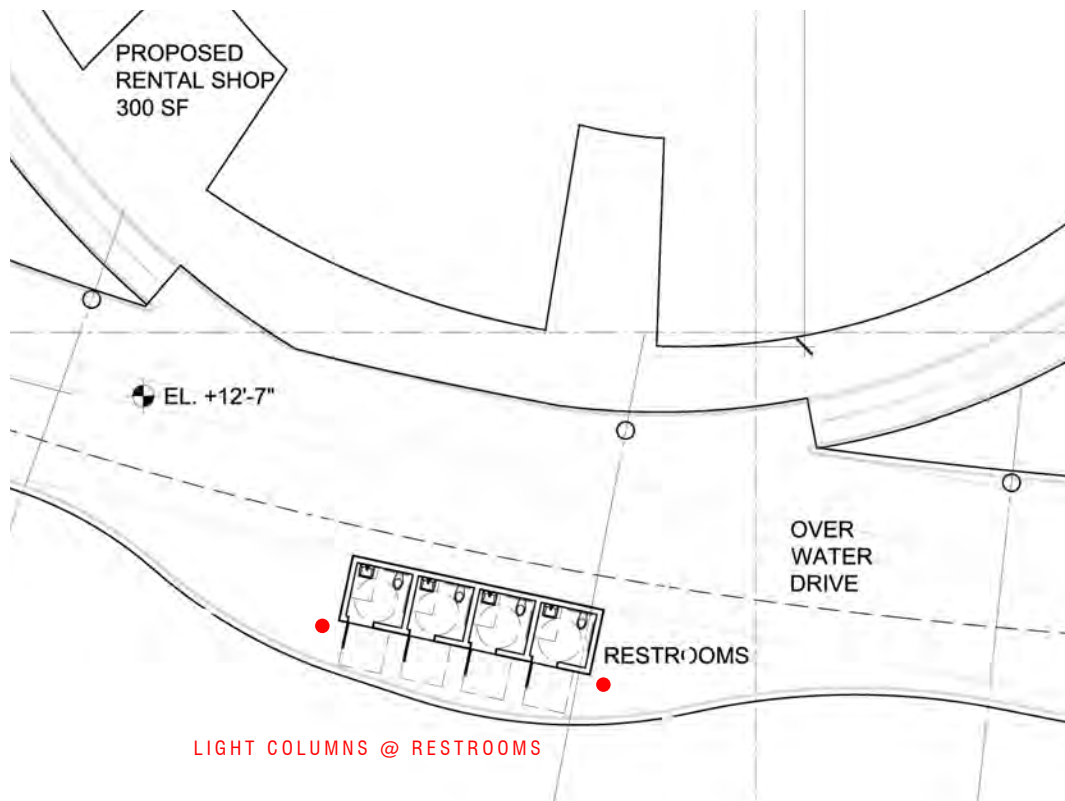 PROPOSED
RENTAL SHOP
300 SF
EL. +12'-7"
OVER
WATER
DRIVE
RESTROOMS
LIGHT COLUMNS @ RESTROOMS